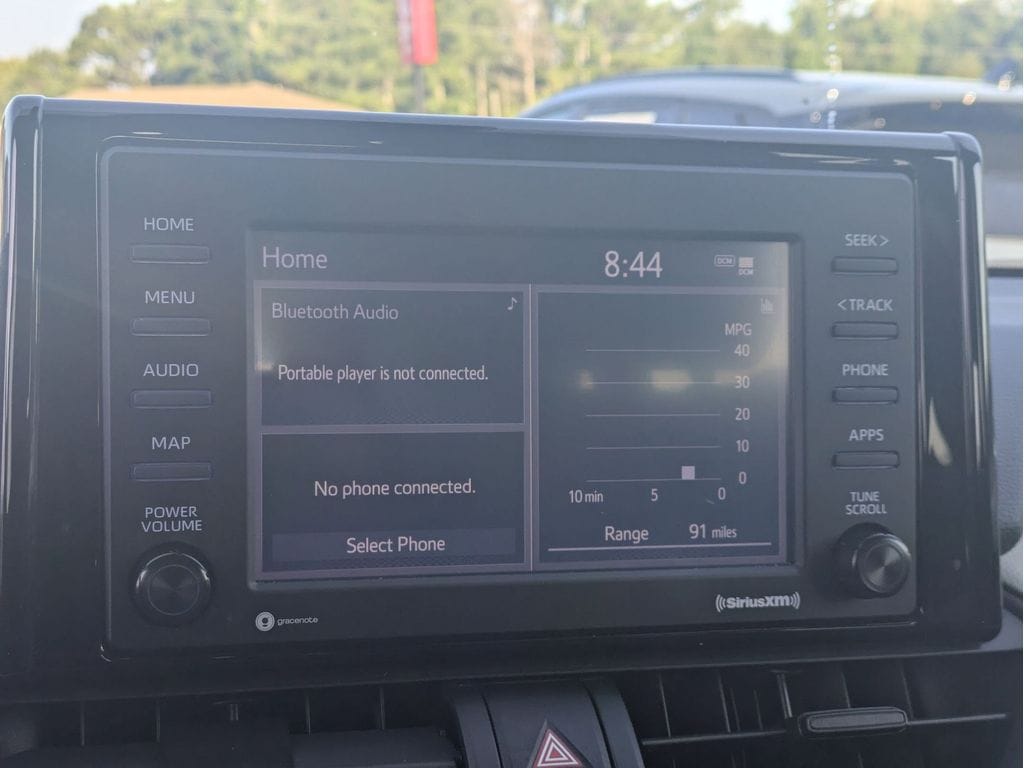 HOME
MENU
AUDIO
MAP
POWER
VOLUME
Home
8:44
DCM
DCM
Bluetooth Audio
Portable player is not connected.
No phone connected.
Select Phone
MPG
40
30
20
10
0
10 min 5 0
Range 91 miles
SEEK >
< TRACK
PHONE
APPS
TUNE
SCROLL
g gracenote
((SiriusXM))